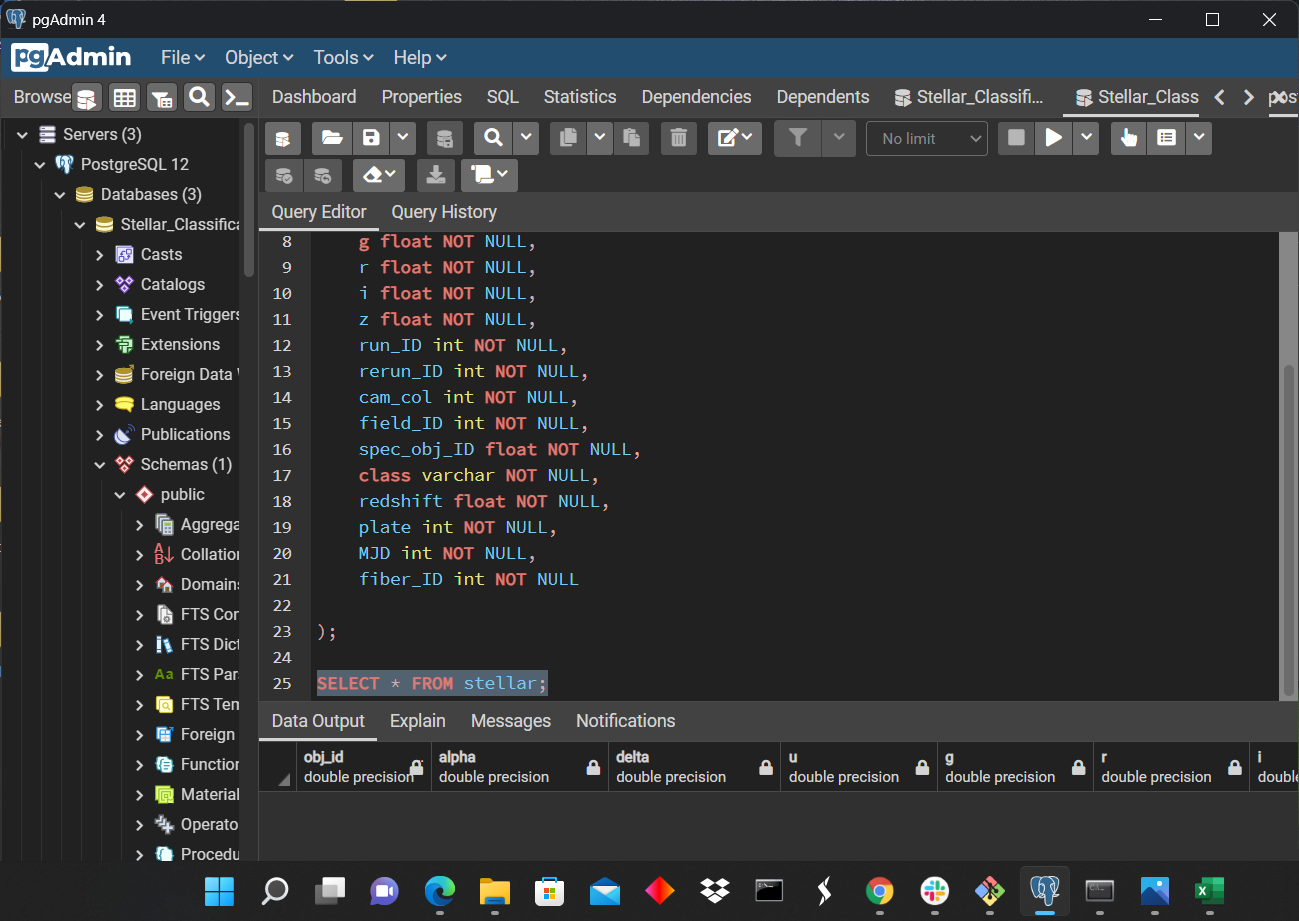 pgAdmin 4
pgAdmin File Object Tools Help
Browse
Dashboard Properties SQL Statistics Dependencies Dependents Stellar_Classifi... Stellar_Class
No limit
Servers (3)
PostgreSQL 12
Databases (3)
Stellar_Classifica
Casts
Catalogs
Event Triggers
Extensions
Foreign Data
Languages
Publications
Schemas (1)
public
Aggrega
Collation
Domains
FTS Con
FTS Dict
Aa FTS Par
FTS Tem
Foreign
Function
Material
Operato
Procedu
Query Editor Query History
8 g float NOT NULL,
9 r float NOT NULL,
10 i float NOT NULL,
11 z float NOT NULL,
12 run_ID int NOT NULL,
13 rerun_ID int NOT NULL,
14 cam_col int NOT NULL,
15 field_ID int NOT NULL,
16 spec_obj_ID float NOT NULL,
17 class varchar NOT NULL,
18 redshift float NOT NULL,
19 plate int NOT NULL,
20 MJD int NOT NULL,
21 fiber_ID int NOT NULL
22
23 );
24
25 SELECT * FROM stellar;
Data Output Explain Messages Notifications
obj_id alpha delta u g r i
double precision double precision double precision double precision double precision double precision double